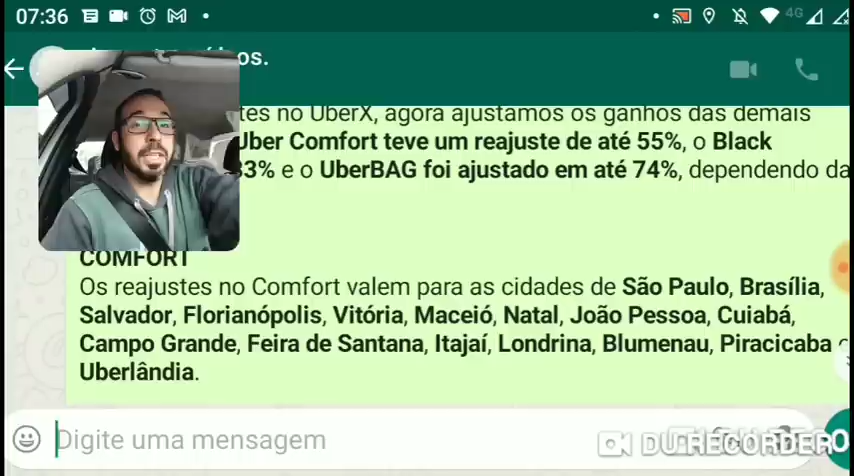 07:36
4G
os.
tes no UberX, agora ajustamos os ganhos das demais
Uber Comfort teve um reajuste de até 55%, o Black
33% e o UberBAG foi ajustado em até 74%, dependendo da
COMFORT
Os reajustes no Comfort valem para as cidades de São Paulo, Brasília,
Salvador, Florianópolis, Vitória, Maceió, Natal, João Pessoa, Cuiabá,
Campo Grande, Feira de Santana, Itajaí, Londrina, Blumenau, Piracicaba e
Uberlândia.
Digite uma mensagem
DU RECORDER